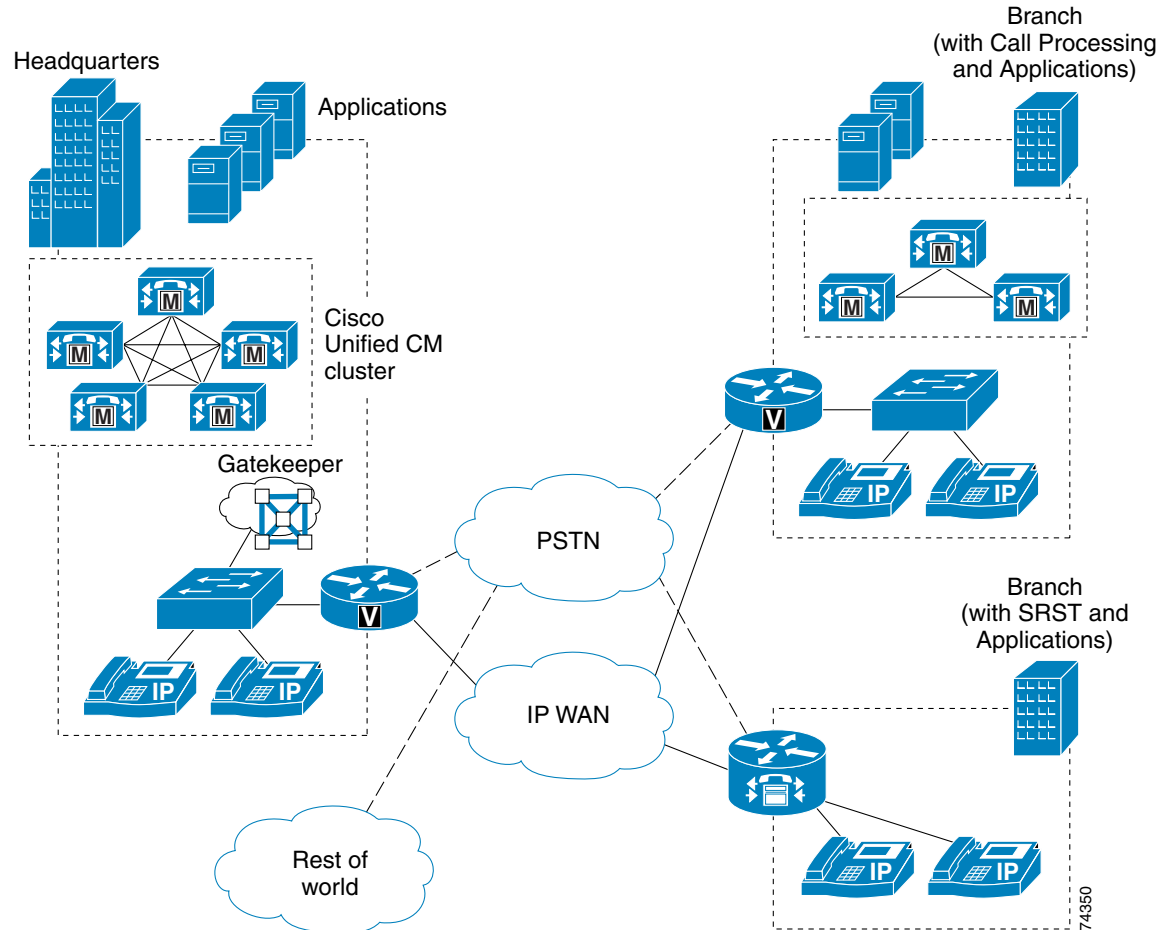 Branch
(with Call Processing
and Applications)
Headquarters
Applications
M
M
M
M
M
Cisco
Unified CM
cluster
M
M
M
V
IP
IP
Gatekeeper
V
IP
IP
PSTN
IP WAN
Rest of
world
Branch
(with SRST and
Applications)
IP
IP
74350